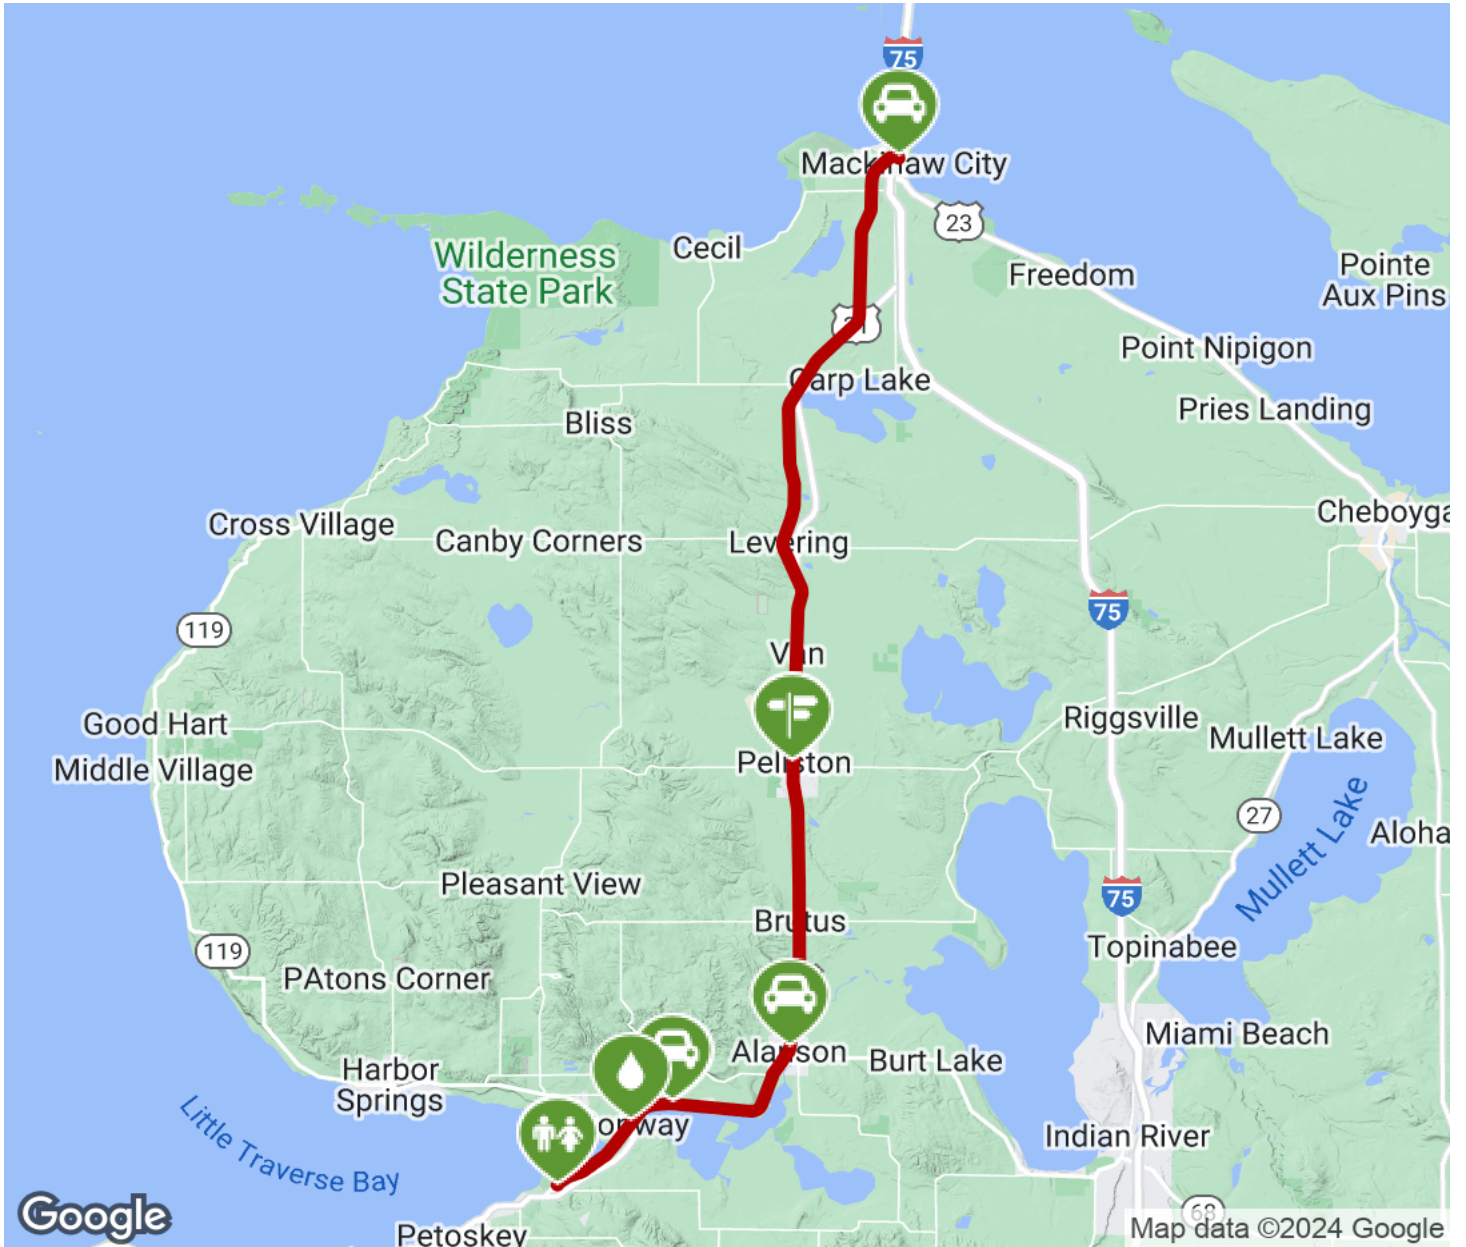 75
Mackinaw City
23
Cecil
Wilderness
State Park
Freedom
Pointe
Aux Pins
21
Point Nipigon
Carp Lake
Pries Landing
Bliss
Cheboyga
Cross Village
Canby Corners
Levering
75
119
Van
Good Hart
Riggsville
Mullett Lake
Middle Village
Pellston
27
Mullett Lake
Aloha
Pleasant View
75
Brutus
119
Topinabee
PAtons Corner
Miami Beach
Alanson
Burt Lake
Harbor
Springs
onway
Indian River
Little Traverse Bay
68
Google
Petoskey
Map data ©2024 Google